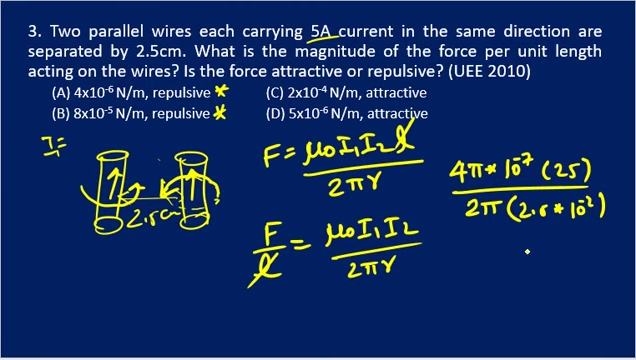 3. Two parallel wires each carrying 5A current in the same direction are
separated by 2.5cm. What is the magnitude of the force per unit length
acting on the wires? Is the force attractive or repulsive? (UEE 2010)
(A) 4x10⁻⁶ N/m, repulsive * (C) 2x10⁻⁴ N/m, attractive
(B) 8x10⁻⁵ N/m, repulsive * (D) 5x10⁻⁶ N/m, attractive
2.5cm
F = μ₀I₁I₂ℓ / 2πr
F/ℓ = μ₀I₁I₂ / 2πr
4π*10⁻⁷ (25) / 2π (2.5*10⁻²)